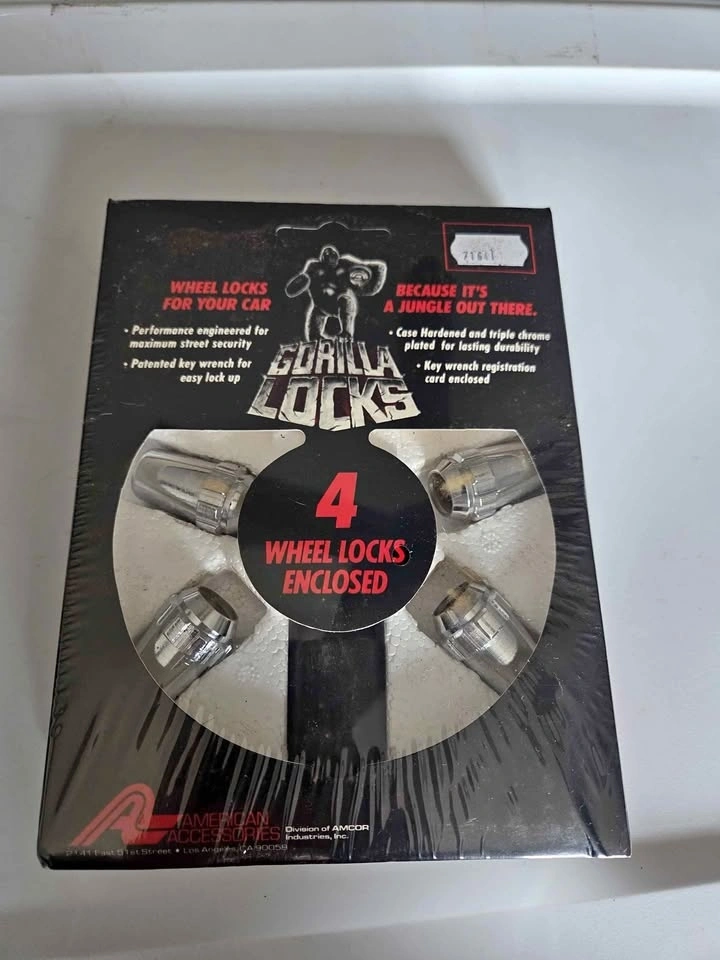 WHEEL LOCKS
FOR YOUR CAR
• Performance engineered for
maximum street security
• Patented key wrench for
easy lock up
BECAUSE IT'S
A JUNGLE OUT THERE.
• Case Hardened and triple chrome
plated for lasting durability
• Key wrench registration
card enclosed
GORILLA
LOCKS
4
WHEEL LOCKS
ENCLOSED
AMERICAN
ACCESSORIES
Division of AMCOR
Industries, Inc.
2141 East 51st Street • Los Angeles, CA 90058